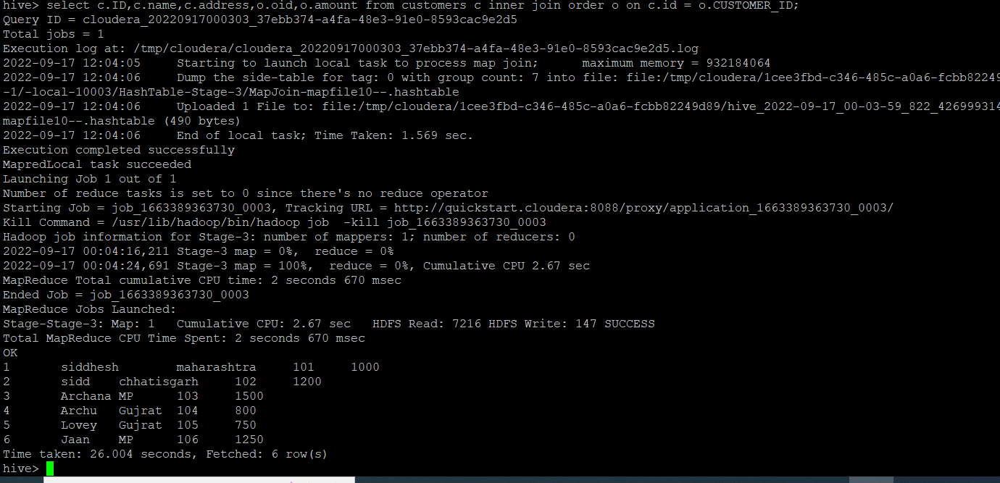 hive> select c.ID,c.name,c.address,o.oid,o.amount from customers c inner join order o on c.id = o.CUSTOMER_ID;
Query ID = cloudera_20220917000303_37ebb374-a4fa-48e3-91e0-8593cac9e2d5
Total jobs = 1
Execution log at: /tmp/cloudera/cloudera_20220917000303_37ebb374-a4fa-48e3-91e0-8593cac9e2d5.log
2022-09-17 12:04:05     Starting to launch local task to process map join;      maximum memory = 932184064
2022-09-17 12:04:06     Dump the side-table for tag: 0 with group count: 7 into file: file:/tmp/cloudera/1cee3fbd-c346-485c-a0a6-fcbb82249
-1/-local-10003/HashTable-Stage-3/MapJoin-mapfile10--.hashtable
2022-09-17 12:04:06     Uploaded 1 File to: file:/tmp/cloudera/1cee3fbd-c346-485c-a0a6-fcbb82249d89/hive_2022-09-17_00-03-59_822_426999314
mapfile10--.hashtable (490 bytes)
2022-09-17 12:04:06     End of local task; Time Taken: 1.569 sec.
Execution completed successfully
MapredLocal task succeeded
Launching Job 1 out of 1
Number of reduce tasks is set to 0 since there's no reduce operator
Starting Job = job_1663389363730_0003, Tracking URL = http://quickstart.cloudera:8088/proxy/application_1663389363730_0003/
Kill Command = /usr/lib/hadoop/bin/hadoop job  -kill job_1663389363730_0003
Hadoop job information for Stage-3: number of mappers: 1; number of reducers: 0
2022-09-17 00:04:16,211 Stage-3 map = 0%,  reduce = 0%
2022-09-17 00:04:24,691 Stage-3 map = 100%,  reduce = 0%, Cumulative CPU 2.67 sec
MapReduce Total cumulative CPU time: 2 seconds 670 msec
Ended Job = job_1663389363730_0003
MapReduce Jobs Launched:
Stage-Stage-3: Map: 1   Cumulative CPU: 2.67 sec   HDFS Read: 7216 HDFS Write: 147 SUCCESS
Total MapReduce CPU Time Spent: 2 seconds 670 msec
OK
1       siddhesh        maharashtra     101     1000
2       sidd    chhatisgarh     102     1200
3       Archana MP      103     1500
4       Archu   Gujrat  104     800
5       Lovey   Gujrat  105     750
6       Jaan    MP      106     1250
Time taken: 26.004 seconds, Fetched: 6 row(s)
hive>